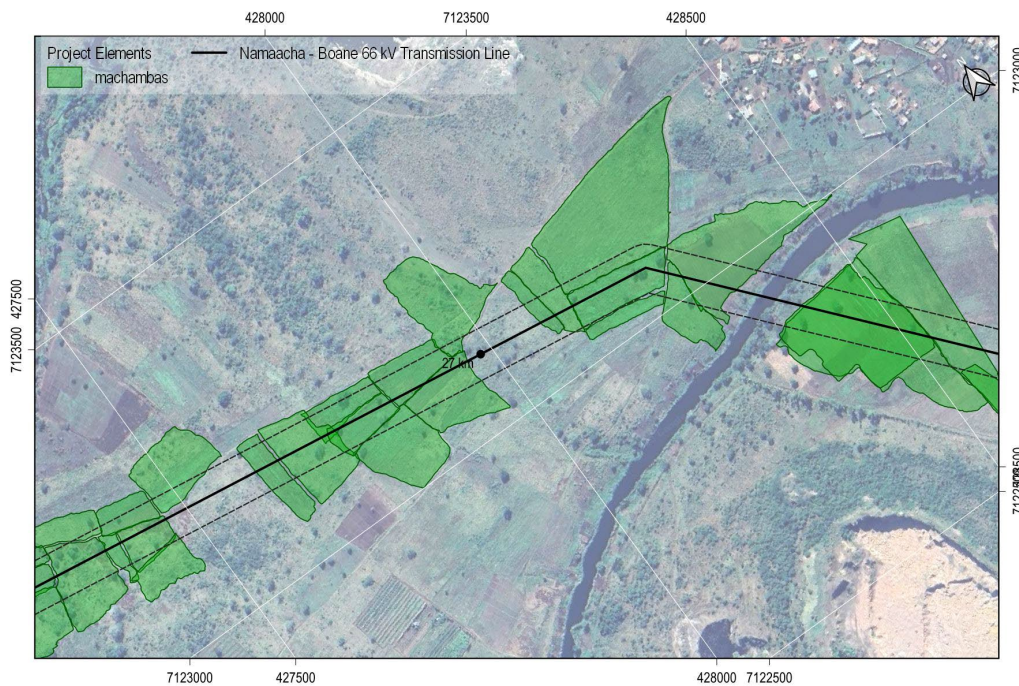 428000 7123500 428500
Project Elements
Namaacha - Boane 66 kV Transmission Line
machambas
7123000
427500
7123500
27 km
7123000 427500 428000 7122500